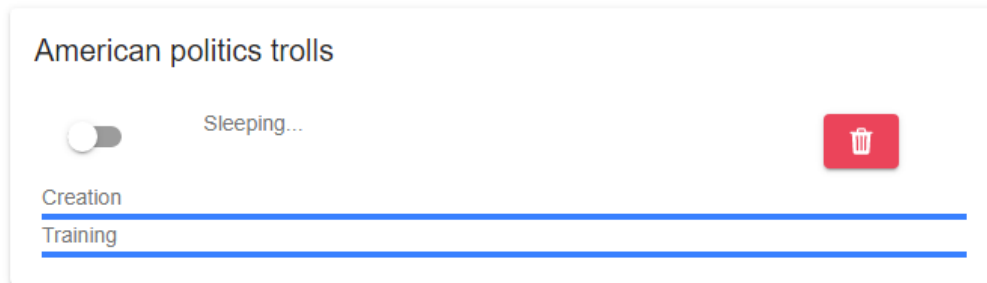 American politics trolls
Sleeping...
Creation
Training